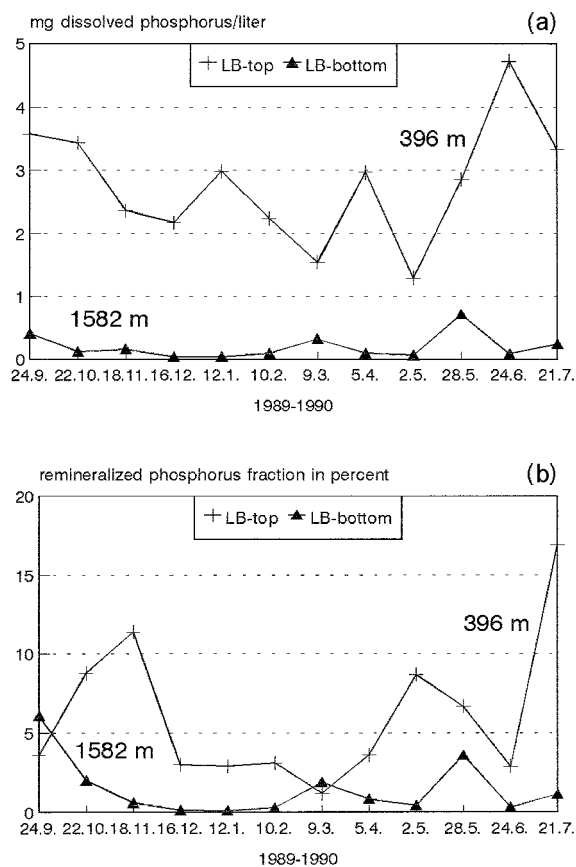 mg dissolved phosphorus/liter (a)
5
LB-top LB-bottom
4
396 m
3
2
1
1582 m
0
24.9. 22.10. 18.11. 16.12. 12.1. 10.2. 9.3. 5.4. 2.5. 28.5. 24.6. 21.7.
1989-1990
remineralized phosphorus fraction in percent (b)
20
LB-top LB-bottom
15
396 m
10
1582 m
5
0
24.9. 22.10. 18.11. 16.12. 12.1. 10.2. 9.3. 5.4. 2.5. 28.5. 24.6. 21.7.
1989-1990